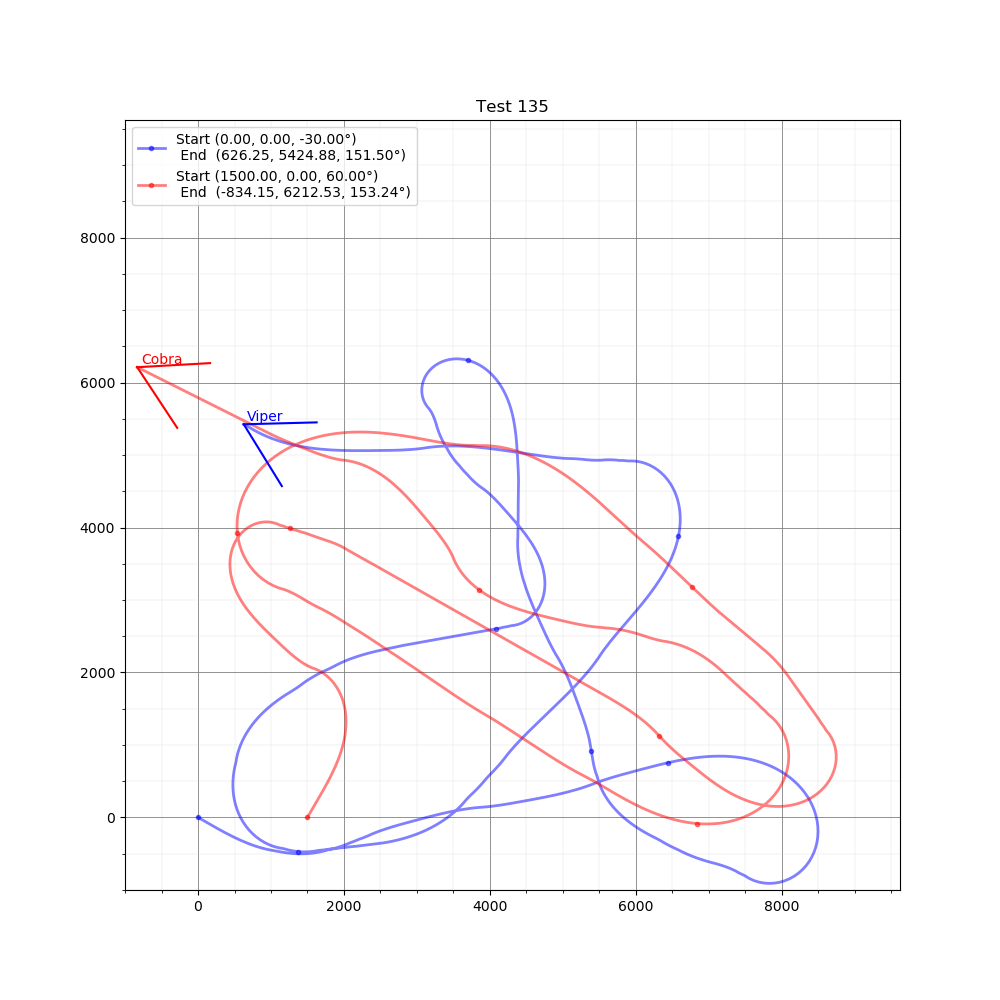 Test 135
Start (0.00, 0.00, -30.00°)
End (626.25, 5424.88, 151.50°)
Start (1500.00, 0.00, 60.00°)
End (-834.15, 6212.53, 153.24°)
8000
6000
4000
2000
0
Cobra
Viper
0 2000 4000 6000 8000